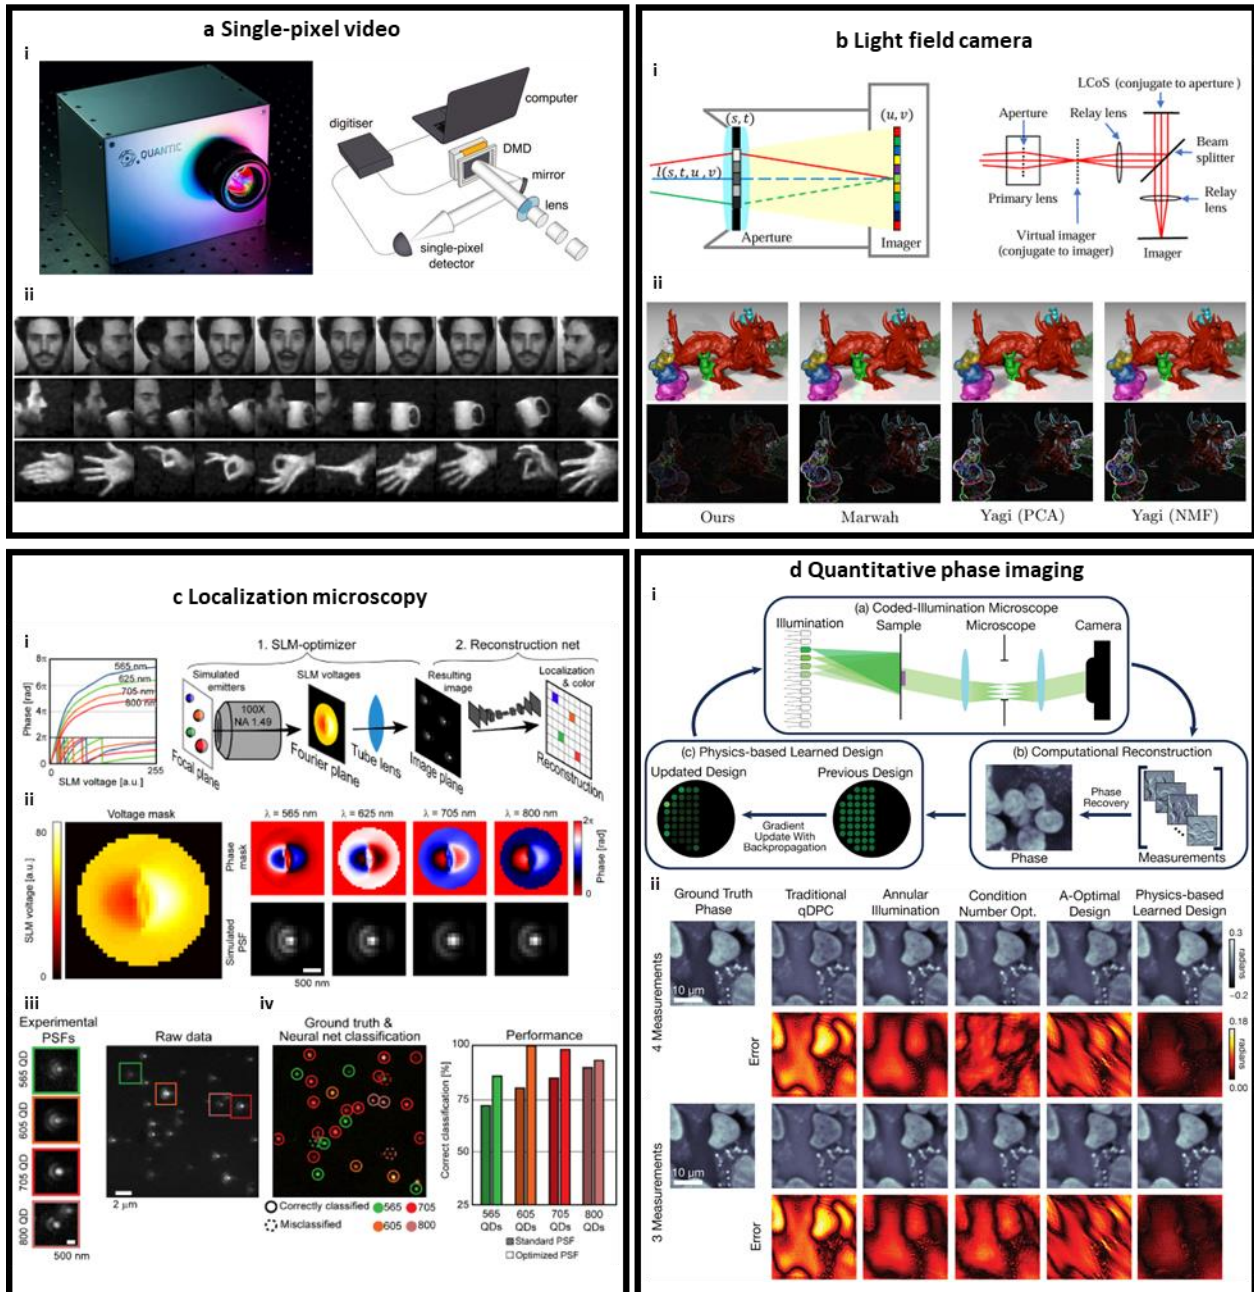 a Single-pixel video
i
QUANTIC
digitiser
computer
DMD
mirror
lens
single-pixel
detector
ii
b Light field camera
i
(s,t)
(u,v)
l(s,t,u,v)
Aperture
Imager
LCoS (conjugate to aperture)
Aperture
Relay lens
Beam
splitter
Primary lens
Relay
lens
Virtual imager
(conjugate to imager)
Imager
ii
Ours
Marwah
Yagi (PCA)
Yagi (NMF)
c Localization microscopy
i
8π
6π
4π
2π
0
Phase [rad]
565 nm
625 nm
705 nm
800 nm
0
255
SLM voltage [a.u.]
1. SLM-optimizer
2. Reconstruction net
Simulated
emitters
SLM voltages
Resulting
image
Localization
& color
100X
NA 1.49
Focal plane
Fourier plane
Tube lens
Image plane
Reconstruction
ii
Voltage mask
80
0
SLM voltage [a.u.]
λ = 565 nm
λ = 625 nm
λ = 705 nm
λ = 800 nm
Phase
mask
2π
0
Phase [rad]
Simulated
PSF
500 nm
iii
Experimental
PSFs
565 QD
605 QD
705 QD
800 QD
500 nm
Raw data
2 μm
iv
Ground truth &
Neural net classification
Correctly classified
565
705
Misclassified
605
800
Performance
100
75
50
25
Correct classification [%]
565
QDs
605
QDs
705
QDs
800
QDs
Standard PSF
Optimized PSF
d Quantitative phase imaging
i
(a) Coded-Illumination Microscope
Illumination
Sample
Microscope
Camera
(c) Physics-based Learned Design
Updated Design
Previous Design
Gradient
Update With
Backpropagation
(b) Computational Reconstruction
Phase
Recovery
Phase
Measurements
ii
Ground Truth
Phase
Traditional
qDPC
Annular
Illumination
Condition
Number Opt.
A-Optimal
Design
Physics-based
Learned Design
4 Measurements
10 μm
0.3
radians
−0.2
Error
0.18
radians
0.00
3 Measurements
10 μm
Error